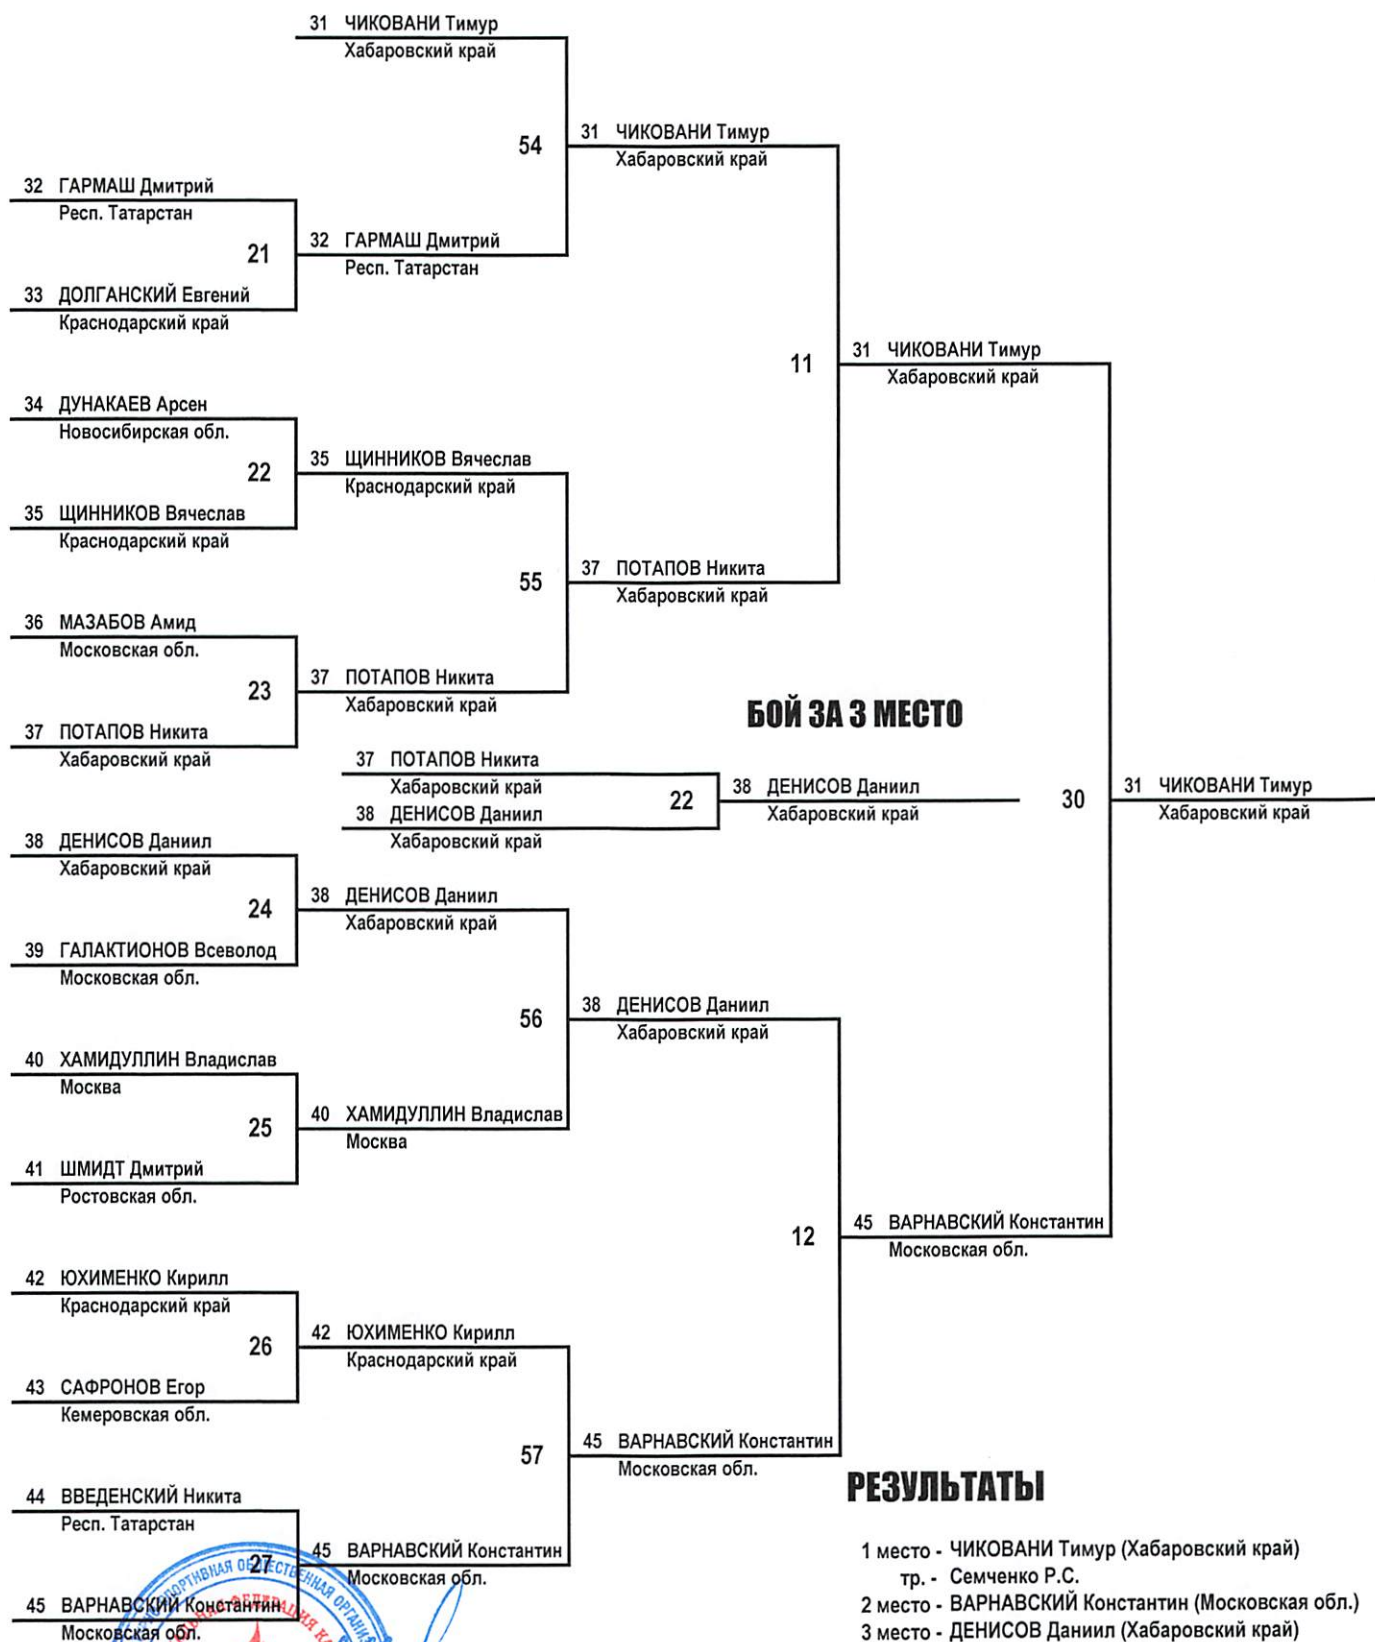 31 ЧИКОВАНИ Тимур
Хабаровский край
54
31 ЧИКОВАНИ Тимур
Хабаровский край
32 ГАРМАШ Дмитрий
Респ. Татарстан
21
32 ГАРМАШ Дмитрий
Респ. Татарстан
33 ДОЛГАНСКИЙ Евгений
Краснодарский край
11
31 ЧИКОВАНИ Тимур
Хабаровский край
34 ДУНАКАЕВ Арсен
Новосибирская обл.
22
35 ЩИННИКОВ Вячеслав
Краснодарский край
35 ЩИННИКОВ Вячеслав
Краснодарский край
55
37 ПОТАПОВ Никита
Хабаровский край
36 МАЗАБОВ Амид
Московская обл.
23
37 ПОТАПОВ Никита
Хабаровский край
37 ПОТАПОВ Никита
Хабаровский край
БОЙ ЗА 3 МЕСТО
37 ПОТАПОВ Никита
Хабаровский край
22
38 ДЕНИСОВ Даниил
Хабаровский край
38 ДЕНИСОВ Даниил
Хабаровский край
30
31 ЧИКОВАНИ Тимур
Хабаровский край
38 ДЕНИСОВ Даниил
Хабаровский край
24
38 ДЕНИСОВ Даниил
Хабаровский край
39 ГАЛАКТИОНОВ Всеволод
Московская обл.
56
38 ДЕНИСОВ Даниил
Хабаровский край
40 ХАМИДУЛЛИН Владислав
Москва
25
40 ХАМИДУЛЛИН Владислав
Москва
41 ШМИДТ Дмитрий
Ростовская обл.
12
45 ВАРНАВСКИЙ Константин
Московская обл.
42 ЮХИМЕНКО Кирилл
Краснодарский край
26
42 ЮХИМЕНКО Кирилл
Краснодарский край
43 САФРОНОВ Егор
Кемеровская обл.
57
45 ВАРНАВСКИЙ Константин
Московская обл.
44 ВВЕДЕНСКИЙ Никита
Респ. Татарстан
27
45 ВАРНАВСКИЙ Константин
Московская обл.
45 ВАРНАВСКИЙ Константин
Московская обл.
СПОРТИВНАЯ ОБЩЕСТВЕННАЯ
ФЕДЕРАЦИЯ
РЕЗУЛЬТАТЫ
1 место - ЧИКОВАНИ Тимур (Хабаровский край)
тр. - Семченко Р.С.
2 место - ВАРНАВСКИЙ Константин (Московская обл.)
3 место - ДЕНИСОВ Даниил (Хабаровский край)